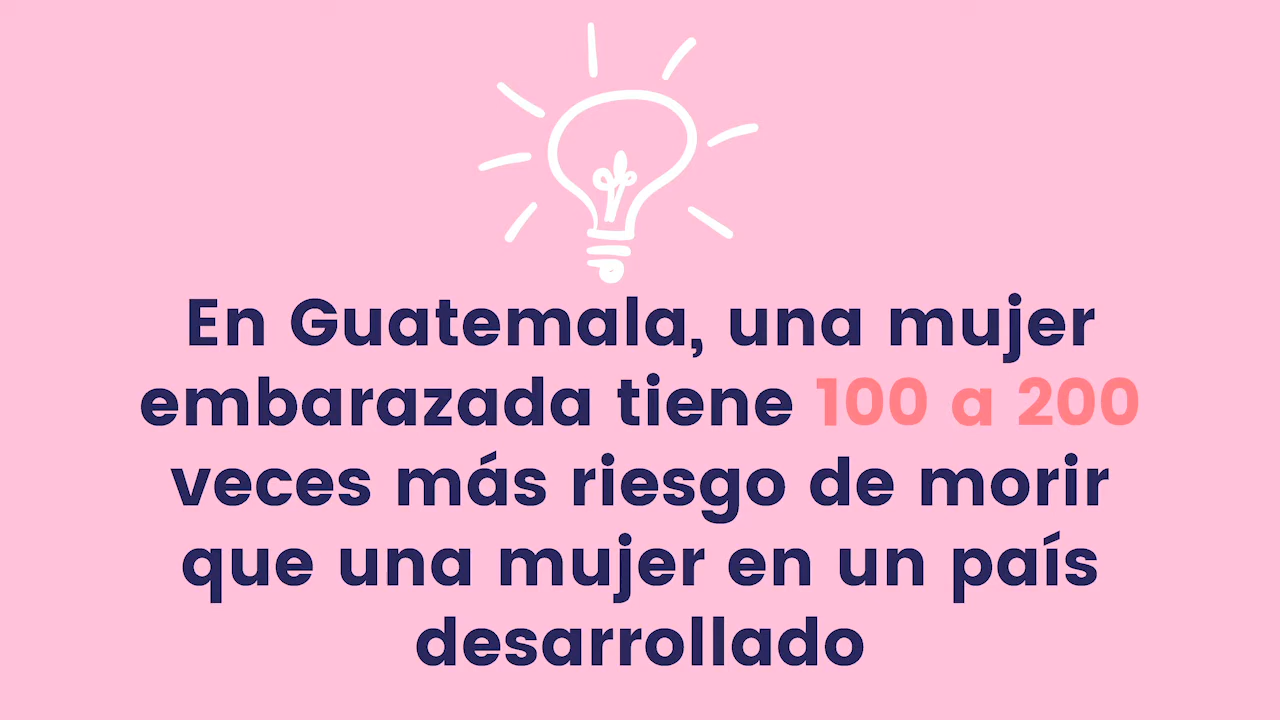 En Guatemala, una mujer
embarazada tiene 100 a 200
veces más riesgo de morir
que una mujer en un país
desarrollado